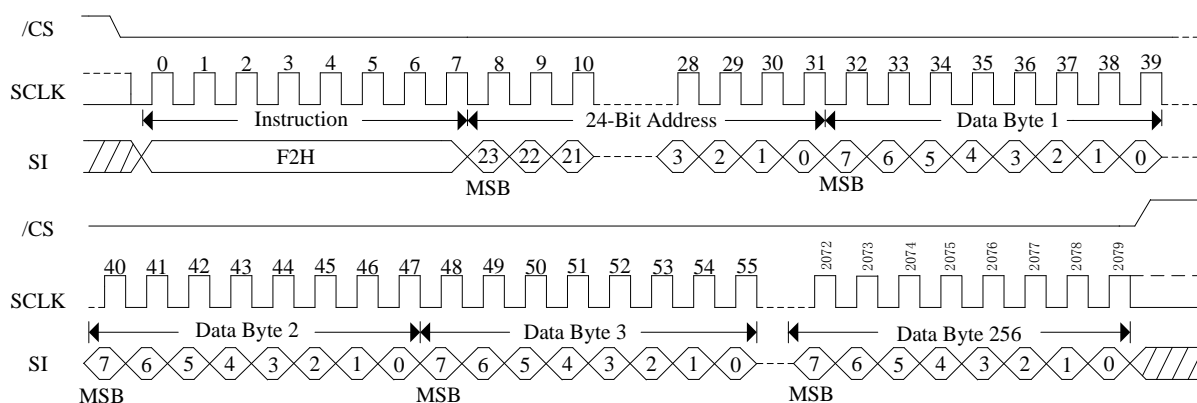 /CS
0 1 2 3 4 5 6 7 8 9 10 28 29 30 31 32 33 34 35 36 37 38 39
SCLK
Instruction 24-Bit Address Data Byte 1
SI F2H 23 22 21 3 2 1 0 7 6 5 4 3 2 1 0
MSB MSB
/CS
40 41 42 43 44 45 46 47 48 49 50 51 52 53 54 55 2072 2073 2074 2075 2076 2077 2078 2079
SCLK
Data Byte 2 Data Byte 3 Data Byte 256
SI 7 6 5 4 3 2 1 0 7 6 5 4 3 2 1 0 7 6 5 4 3 2 1 0
MSB MSB MSB